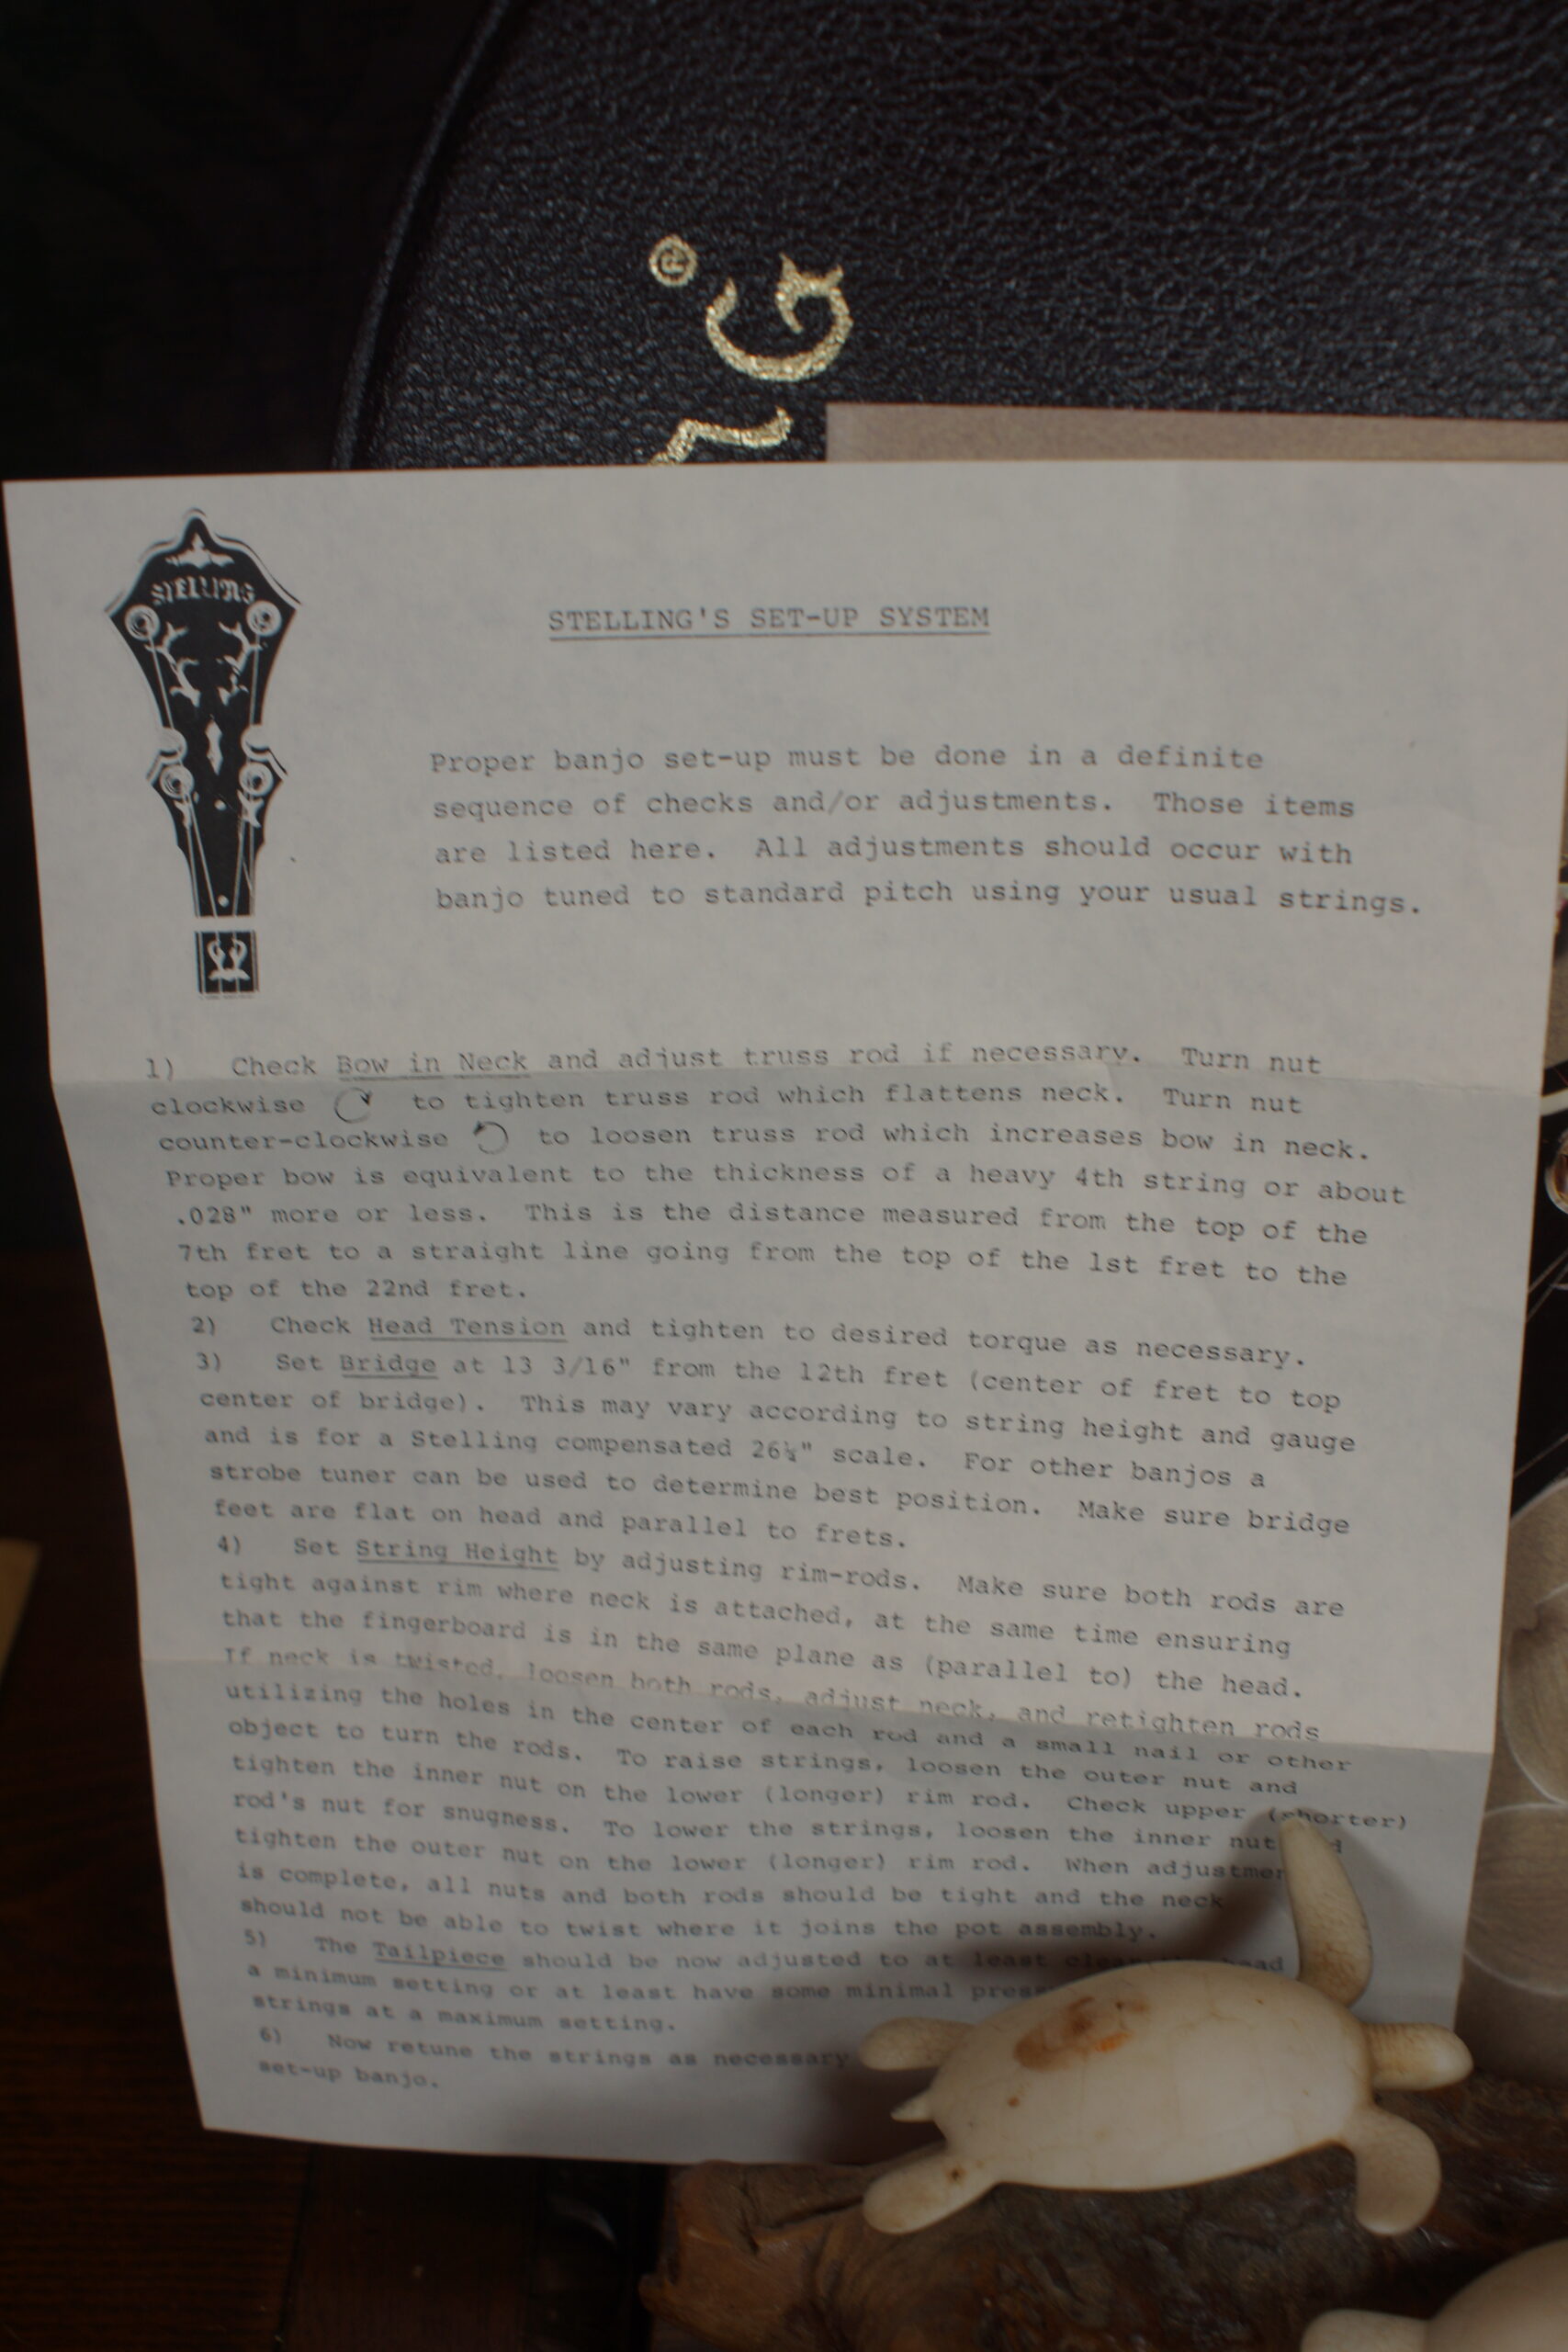 ®
G
STELLING
STELLING'S SET-UP SYSTEM
Proper banjo set-up must be done in a definite
sequence of checks and/or adjustments. Those items
are listed here. All adjustments should occur with
banjo tuned to standard pitch using your usual strings.
1) Check Bow in Neck and adjust truss rod if necessary. Turn nut
clockwise to tighten truss rod which flattens neck. Turn nut
counter-clockwise to loosen truss rod which increases bow in neck.
Proper bow is equivalent to the thickness of a heavy 4th string or about
.028" more or less. This is the distance measured from the top of the
7th fret to a straight line going from the top of the 1st fret to the
top of the 22nd fret.
2) Check Head Tension and tighten to desired torque as necessary.
3) Set Bridge at 13 3/16" from the 12th fret (center of fret to top
center of bridge). This may vary according to string height and gauge
and is for a Stelling compensated scale. For other banjos a
strobe tuner can be used to determine best position. Make sure bridge
feet are flat on head and parallel to frets.
4) Set String Height by adjusting rim-rods. Make sure both rods are
tight against rim where neck is attached, at the same time ensuring
that the fingerboard is in the same plane as (parallel to) the head.
If neck is twisted, loosen both rods, adjust neck, and retighten rods
utilizing the holes in the center of each rod and a small nail or other
object to turn the rods. To raise strings, loosen the outer nut and
tighten the inner nut on the lower (longer) rim rod. Check upper (shorter)
rod's nut for snugness. To lower the strings, loosen the inner nut
tighten the outer nut on the lower (longer) rim rod. When
is complete, all nuts and both rods should be tight and the neck
should not be able to twist where it joins the pot assembly.
5) The Tailpiece should be now adjusted to at least
a minimum setting or at least have some minimal
strings at a maximum setting.
6) Now retune the strings as necessary
set-up banjo.